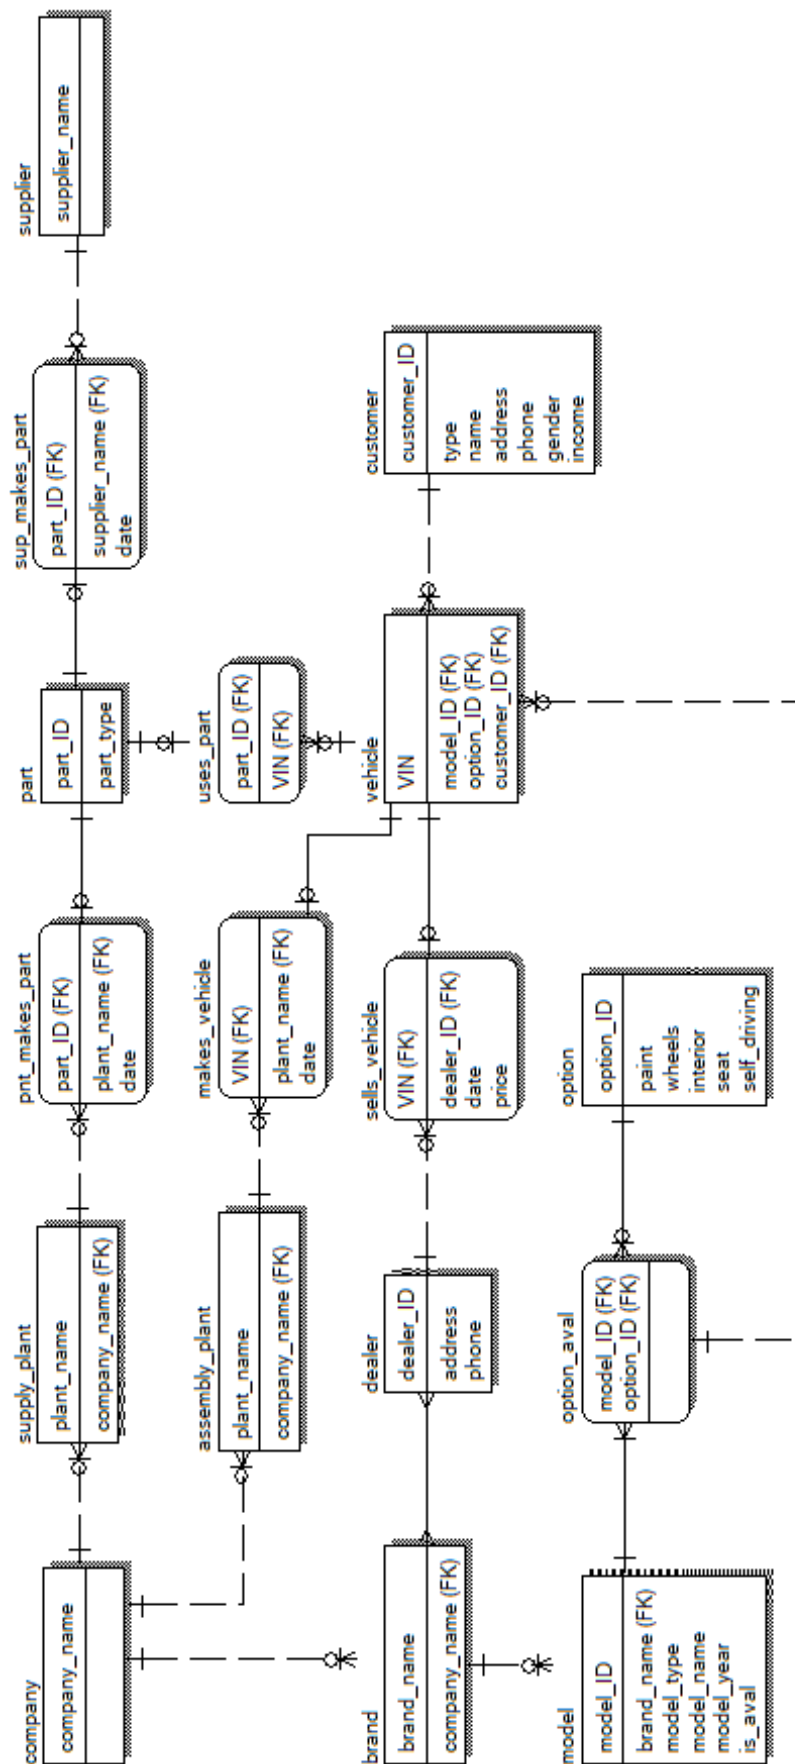 company
company_name
supply_plant
plant_name
company_name (FK)
pnt_makes_part
part_ID (FK)
plant_name (FK)
date
part
part_ID
part_type
sup_makes_part
part_ID (FK)
supplier_name (FK)
date
supplier
supplier_name
assembly_plant
plant_name
company_name (FK)
makes_vehicle
VIN (FK)
plant_name (FK)
date
uses_part
part_ID (FK)
VIN (FK)
brand
brand_name
company_name (FK)
dealer
dealer_ID
address
phone
sells_vehicle
VIN (FK)
dealer_ID (FK)
date
price
vehicle
VIN
model_ID (FK)
option_ID (FK)
customer_ID (FK)
customer
customer_ID
type
name
address
phone
gender
income
model
model_ID
brand_name (FK)
model_type
model_name
model_year
is_aval
option_aval
model_ID (FK)
option_ID (FK)
option
option_ID
paint
wheels
interior
seat
self_driving